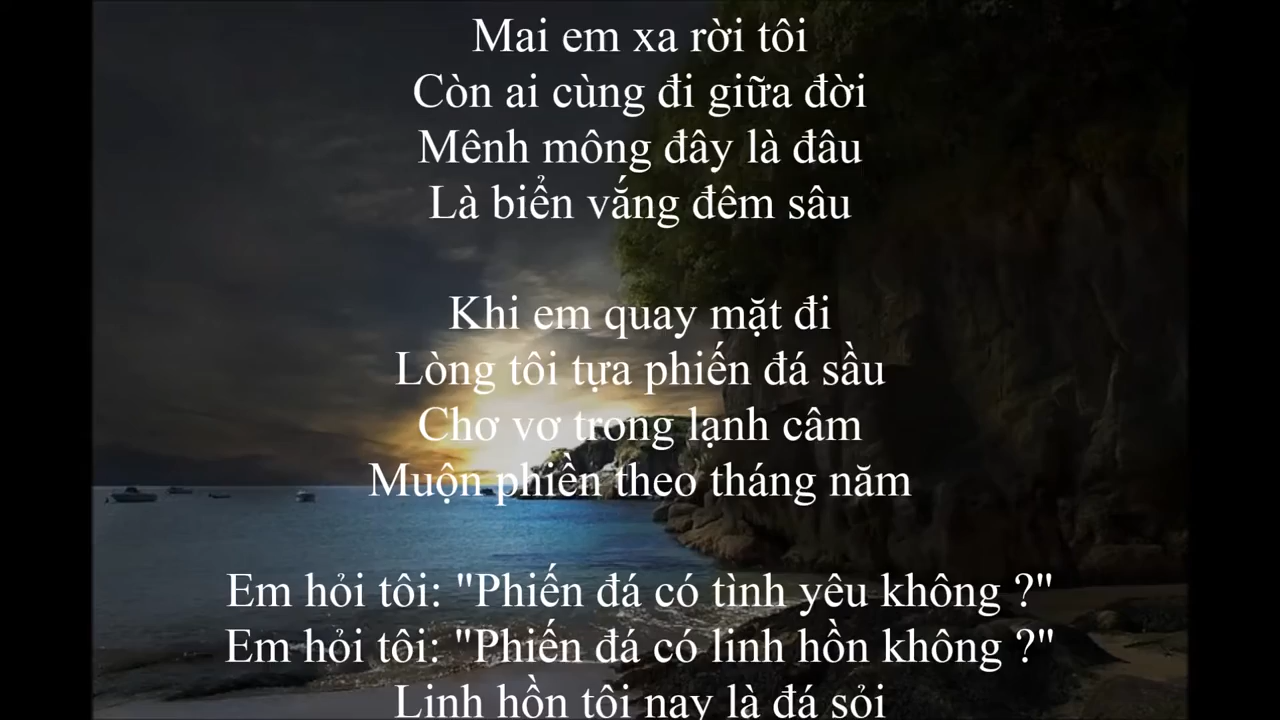 Mai em xa rời tôi
Còn ai cùng đi giữa đời
Mênh mông đây là đâu
Là biển vắng đêm sâu
Khi em quay mặt đi
Lòng tôi tựa phiến đá sầu
Chơ vơ trong lạnh câm
Muộn phiền theo tháng năm
Em hỏi tôi: "Phiến đá có tình yêu không ?"
Em hỏi tôi: "Phiến đá có linh hồn không ?"
Linh hồn tôi nay là đá sỏi